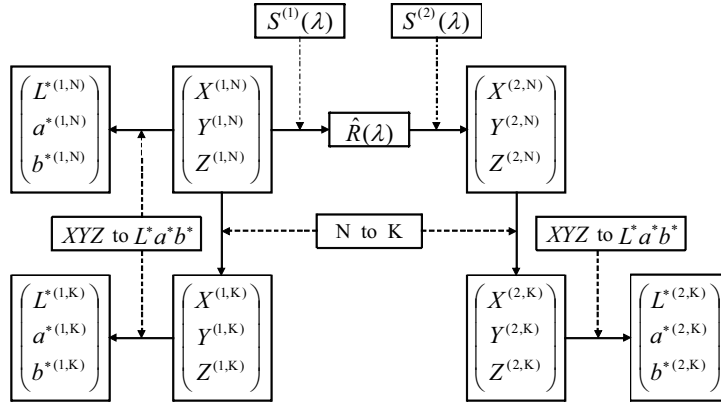 S^(1)(λ)
S^(2)(λ)
L*^(1,N)
a*^(1,N)
b*^(1,N)
X^(1,N)
Y^(1,N)
Z^(1,N)
R̂(λ)
X^(2,N)
Y^(2,N)
Z^(2,N)
XYZ to L*a*b*
N to K
XYZ to L*a*b*
L*^(1,K)
a*^(1,K)
b*^(1,K)
X^(1,K)
Y^(1,K)
Z^(1,K)
X^(2,K)
Y^(2,K)
Z^(2,K)
L*^(2,K)
a*^(2,K)
b*^(2,K)